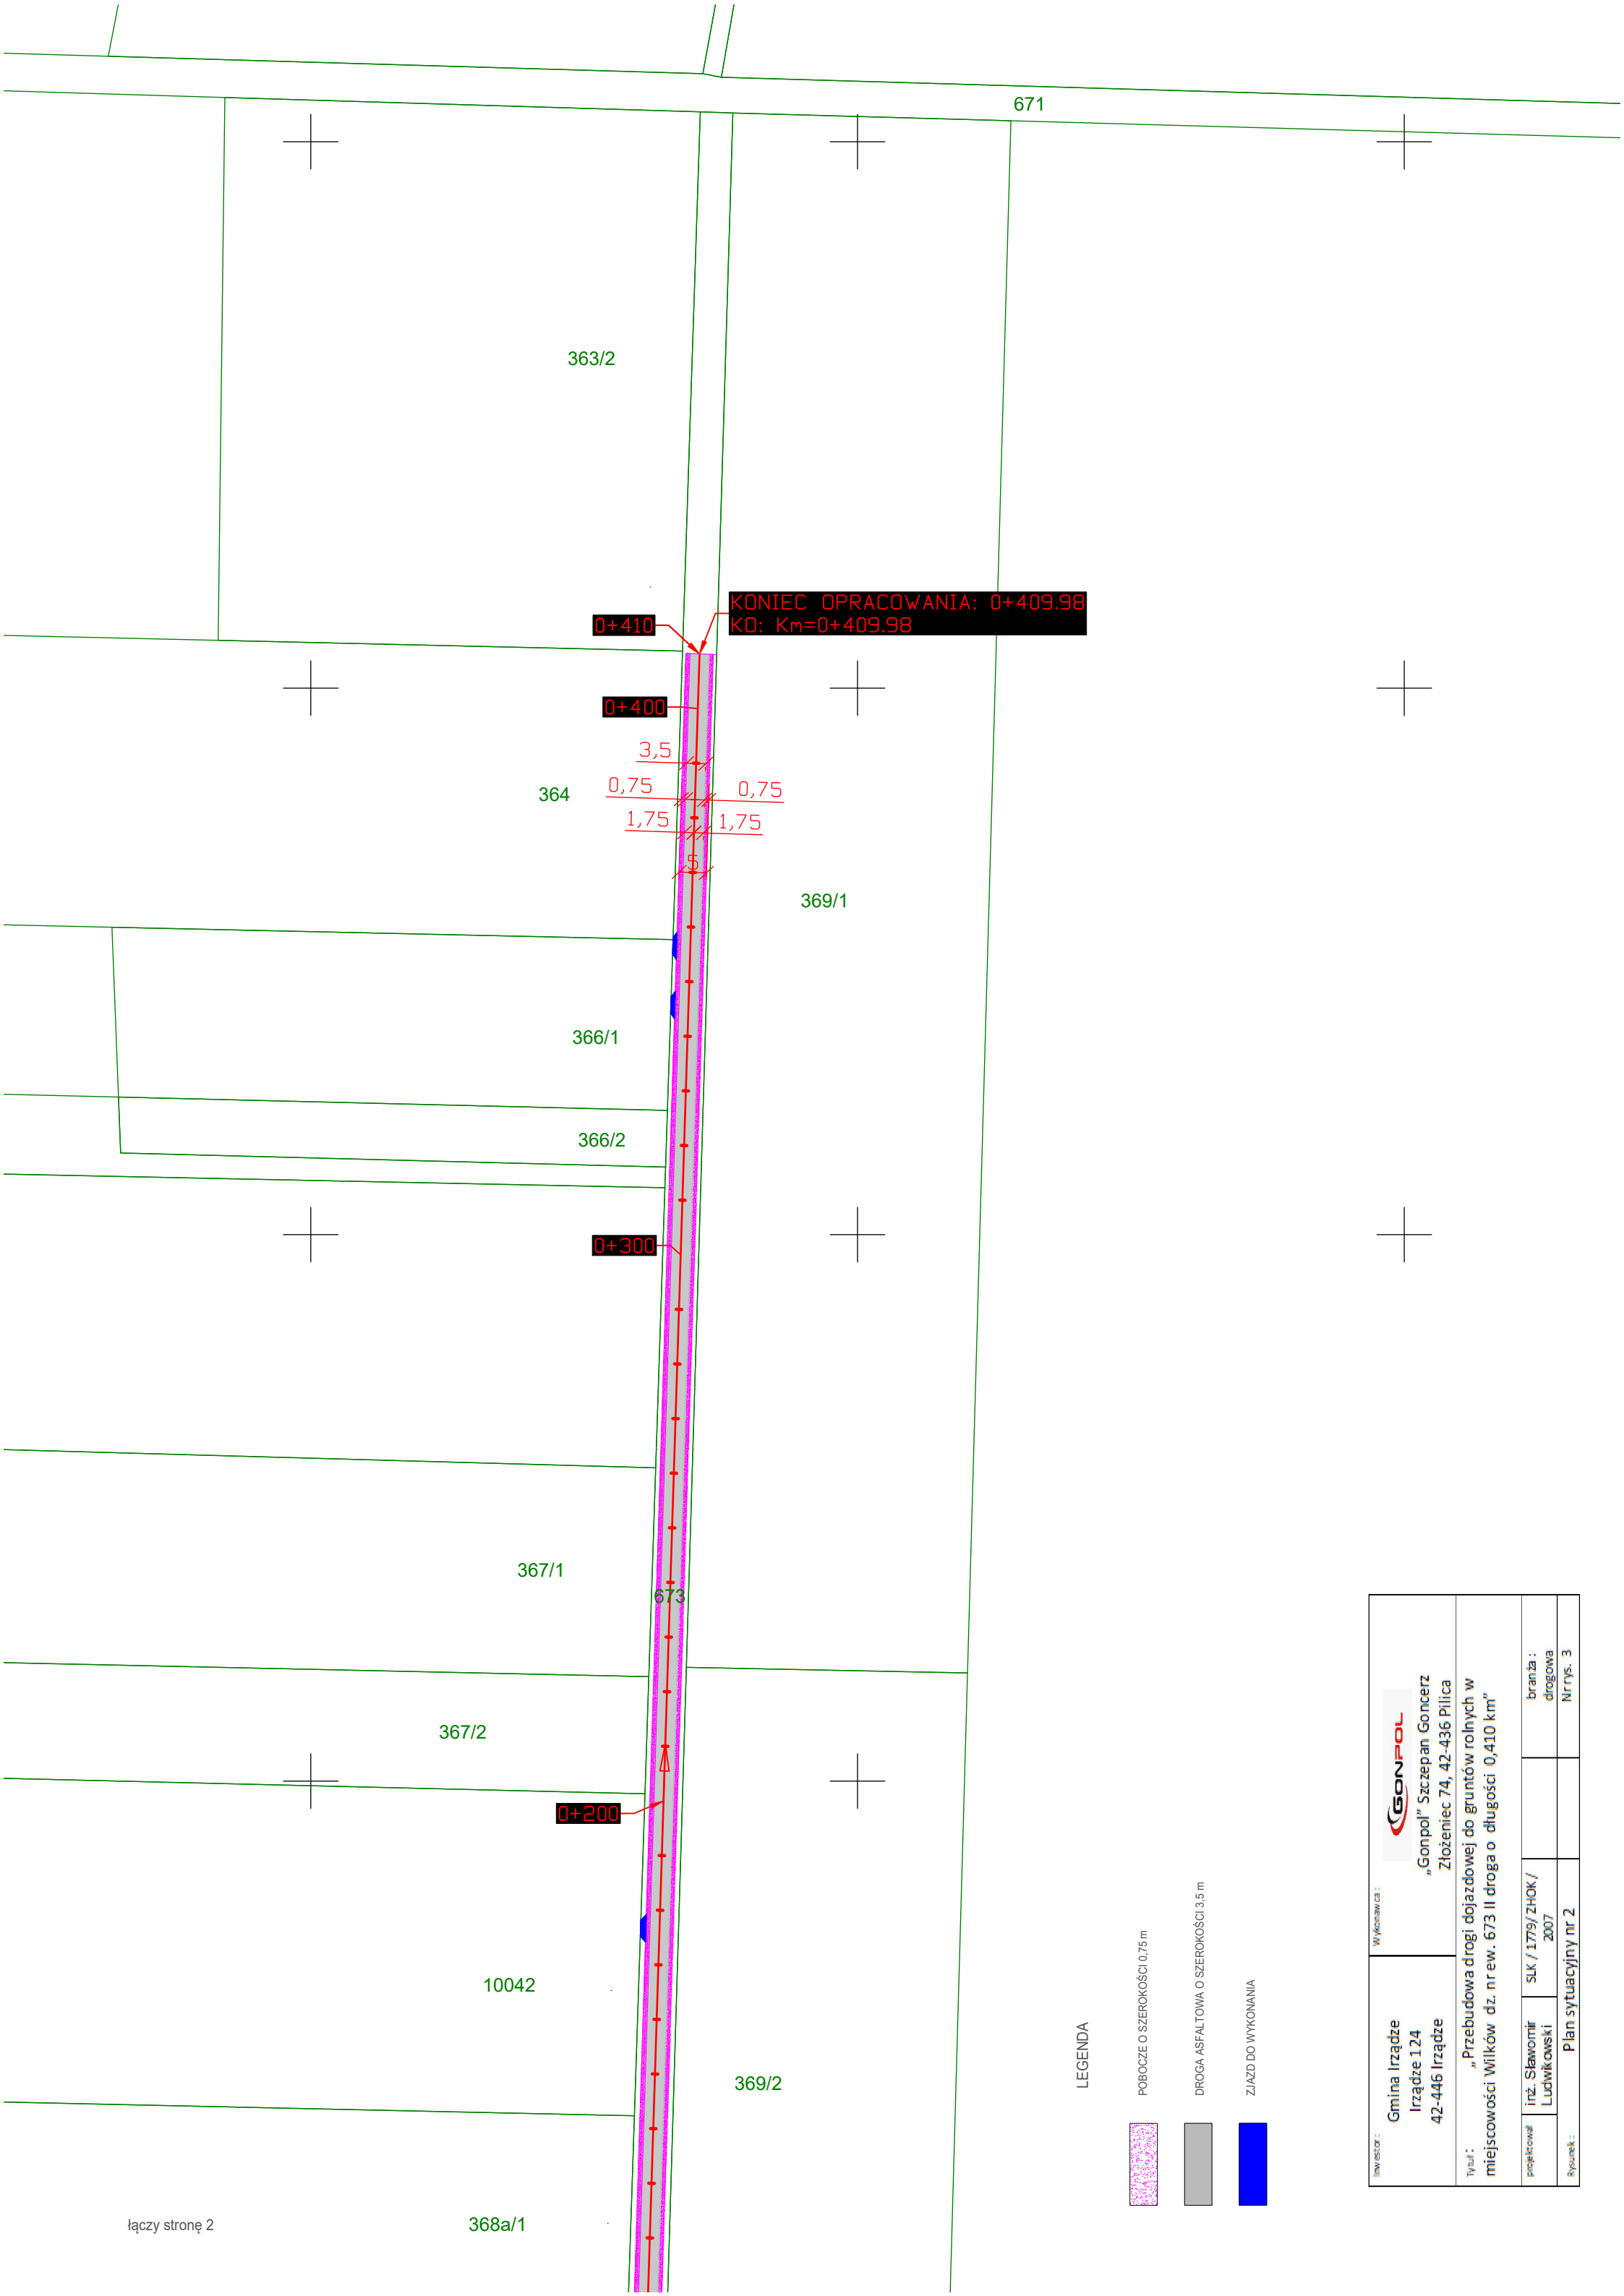 671
363/2
KONIEC OPRACOWANIA: 0+409.98
KO: Km=0+409.98
0+410
0+400
3,5
364
0,75
0,75
1,75
1,75
5
369/1
366/1
366/2
0+300
367/1
673
367/2
0+200
10042
369/2
368a/1
łączy stronę 2
LEGENDA
POBOCZE O SZEROKOŚCI 0,75 m
DROGA ASFALTOWA O SZEROKOŚCI 3,5 m
ZJAZD DO WYKONANIA
Inwestor:
Gmina Irządze
Irządze 124
42-446 Irządze
Wykonawca:
GONPOL
„Gonpol" Szczepan Goncerz
Złożeniec 74, 42-436 Pilica
Tytuł: „Przebudowa drogi dojazdowej do gruntów rolnych w
miejscowości Wilków dz. nr ew. 673 II droga o długości 0,410 km"
projektował
inż. Sławomir
Ludwikowski
SLK / 1779/ ZHOK /
2007
branża:
drogowa
Rysunek:
Plan sytuacyjny nr 2
Nr rys. 3